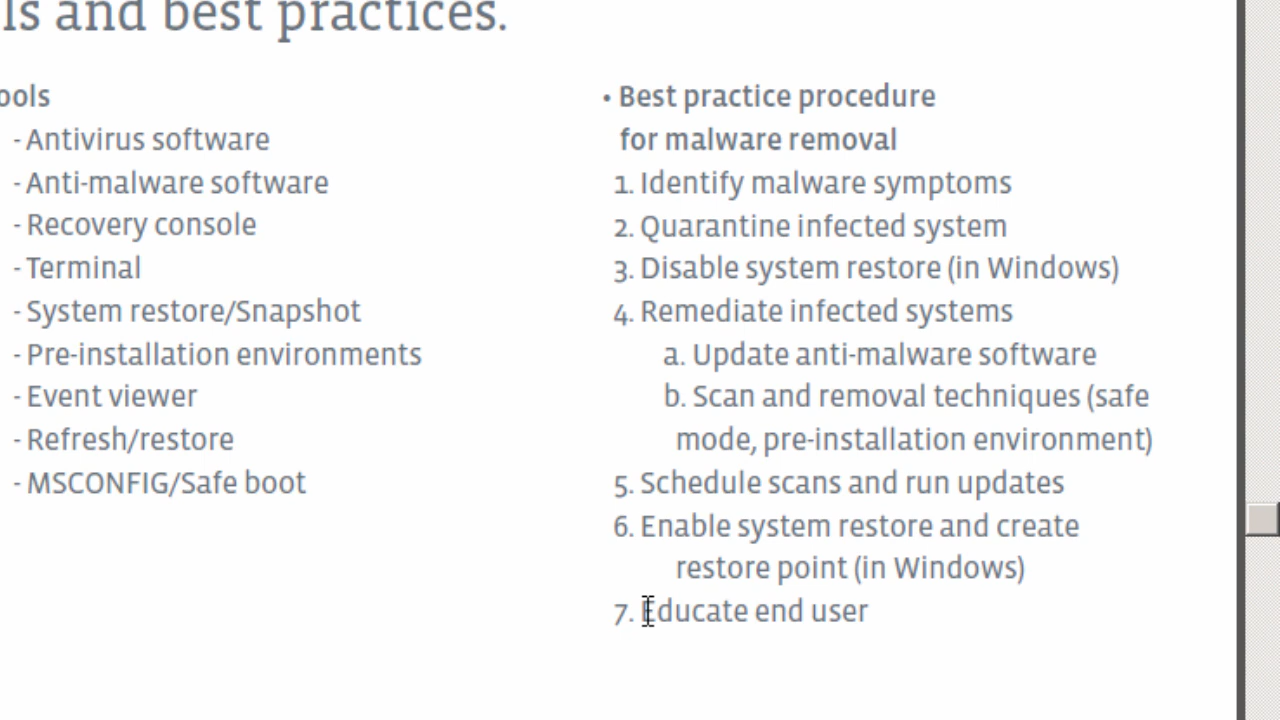 ls and best practices.
ools
- Antivirus software
- Anti-malware software
- Recovery console
- Terminal
- System restore/Snapshot
- Pre-installation environments
- Event viewer
- Refresh/restore
- MSCONFIG/Safe boot
• Best practice procedure
for malware removal
1. Identify malware symptoms
2. Quarantine infected system
3. Disable system restore (in Windows)
4. Remediate infected systems
a. Update anti-malware software
b. Scan and removal techniques (safe
mode, pre-installation environment)
5. Schedule scans and run updates
6. Enable system restore and create
restore point (in Windows)
7. Educate end user